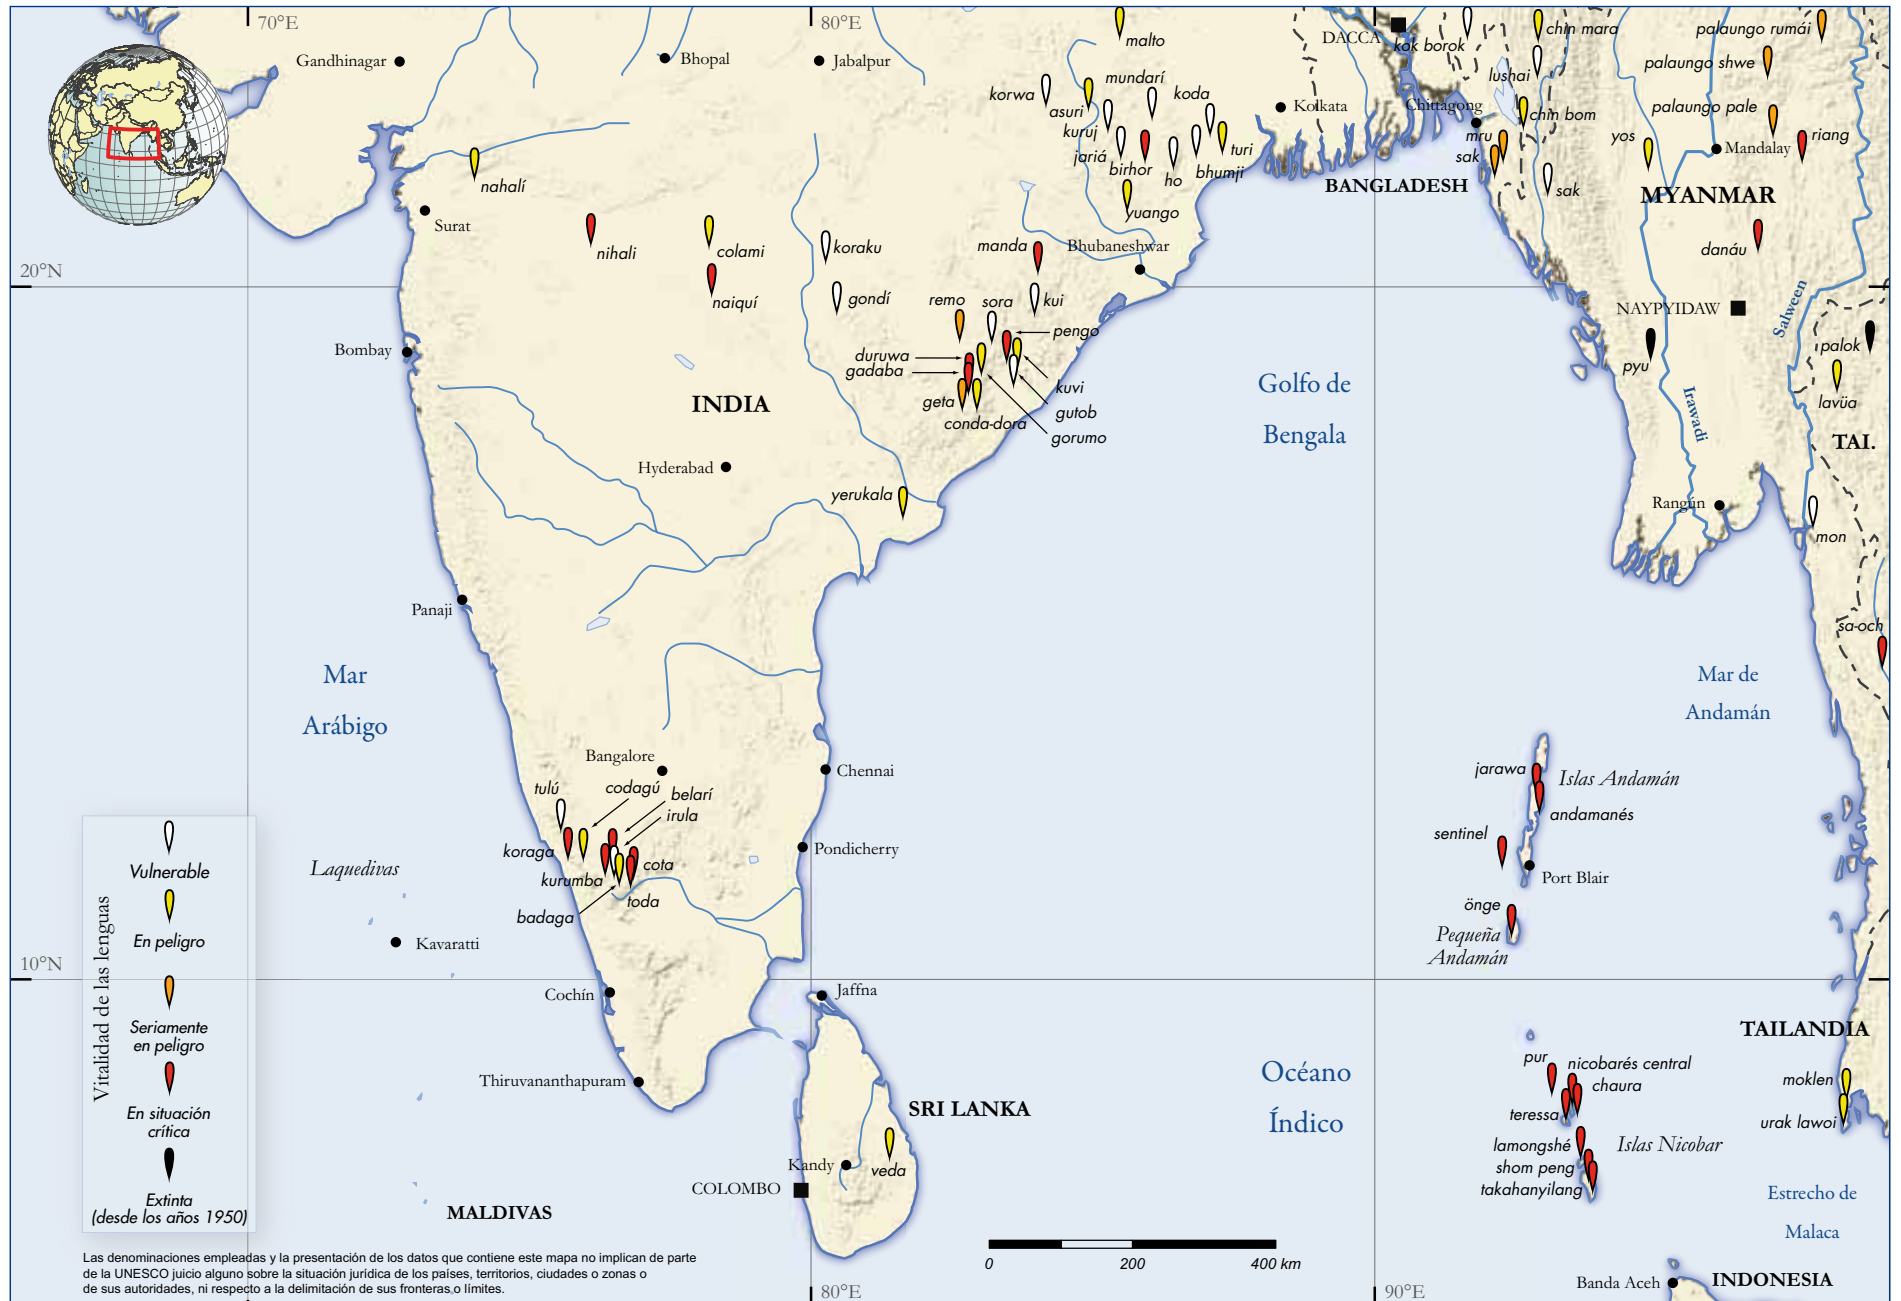 70°E
80°E
Gandhinagar
Bhopal
Jabalpur
malto
DACCA
kok borok
chin mara
palaungo rumái
lushai
palaungo shwe
korwa
asuri
mundarí
koda
Kolkata
Chittagong
chin bom
palaungo pale
kuruj
jariá
birhor
ho
bhumji
turi
mru
sak
yos
Mandalay
riang
nahalí
yuango
BANGLADESH
sak
MYANMAR
Surat
nihali
colami
koraku
manda
Bhubaneshwar
danáu
20°N
naiquí
gondí
remo
sora
kui
NAYPYIDAW
Salween
Bombay
duruwa
gadaba
pengo
pyu
palok
geta
conda-dora
kuvi
gutob
gorumo
INDIA
Golfo de
Bengala
Irawadi
lavüa
TAI.
Hyderabad
yerukala
Rangún
mon
Panaji
sa-och
Mar
Arábigo
Mar de
Andamán
Bangalore
Chennai
tulú
codagú
belarí
irula
jarawa
Islas Andamán
andamanés
koraga
kurumba
cota
toda
badaga
Pondicherry
sentinel
Port Blair
Laquedivas
Kavaratti
önge
Pequeña
Andamán
10°N
Cochín
Jaffna
TAILANDIA
Thiruvananthapuram
SRI LANKA
Océano
Índico
pur
nicobarés central
chaura
teressa
moklen
urak lawoi
lamongshé
shom peng
takahanyilang
Islas Nicobar
Kandy
veda
COLOMBO
MALDIVAS
Estrecho de
Malaca
Banda Aceh
INDONESIA
Vitalidad de las lenguas
Vulnerable
En peligro
Seriamente
en peligro
En situación
crítica
Extinta
(desde los años 1950)
Las denominaciones empleadas y la presentación de los datos que contiene este mapa no implican de parte
de la UNESCO juicio alguno sobre la situación jurídica de los países, territorios, ciudades o zonas o
de sus autoridades, ni respecto a la delimitación de sus fronteras o límites.
0 200 400 km
80°E
90°E